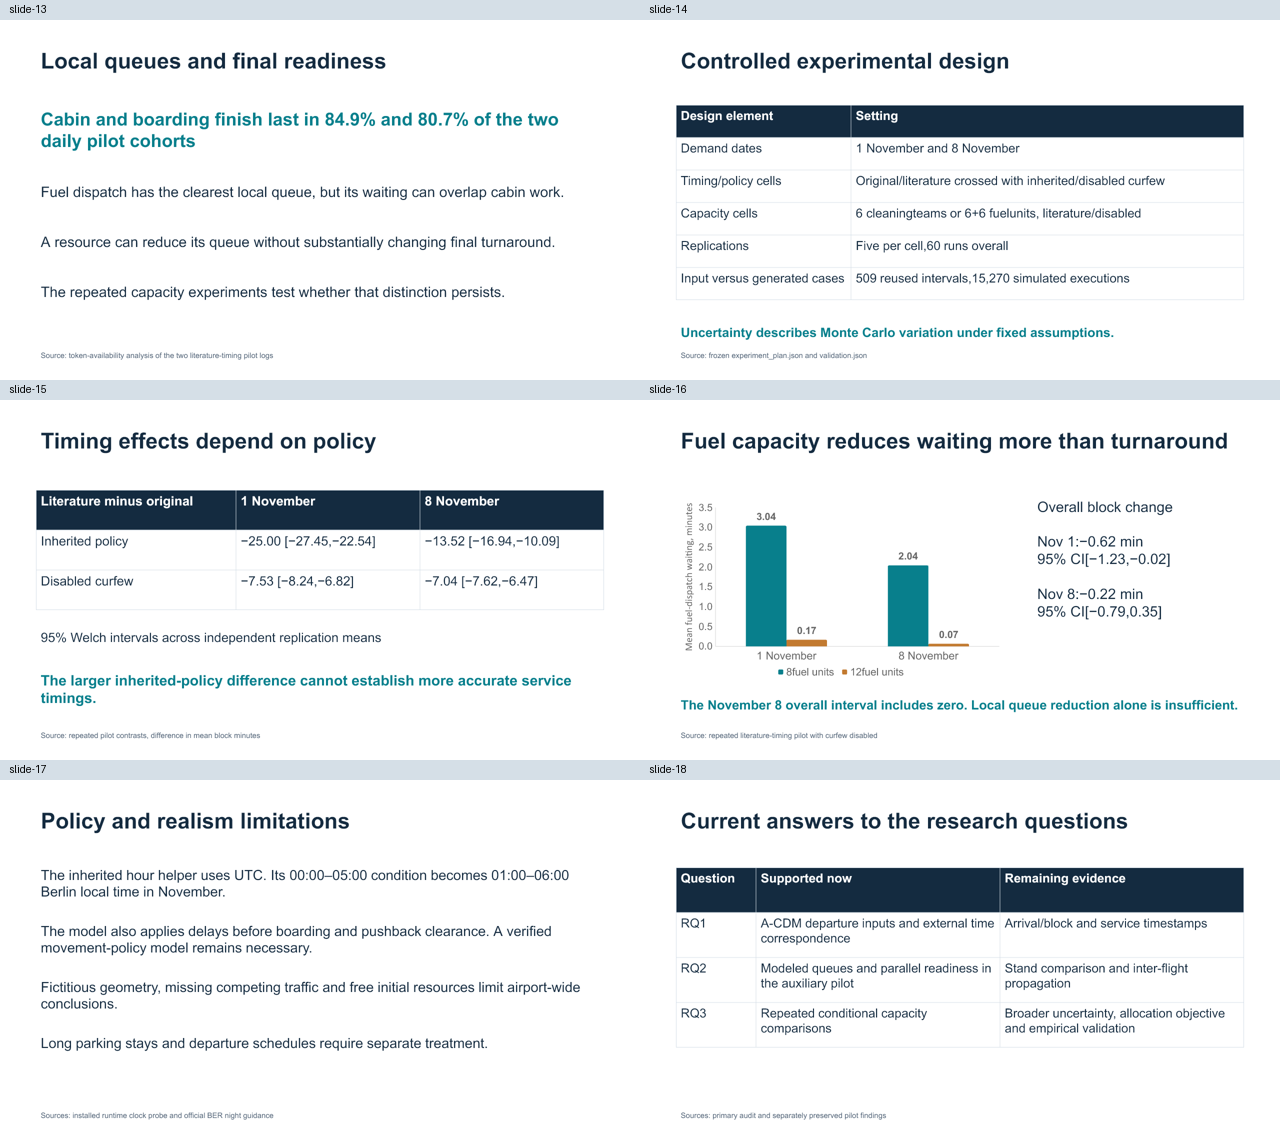 slide-13
Local queues and final readiness
Cabin and boarding finish last in 84.9% and 80.7% of the two
daily pilot cohorts
Fuel dispatch has the clearest local queue, but its waiting can overlap cabin work.
A resource can reduce its queue without substantially changing final turnaround.
The repeated capacity experiments test whether that distinction persists.
Source: token-availability analysis of the two literature-timing pilot logs
slide-14
Controlled experimental design
Design element Setting
Demand dates 1 November and 8 November
Timing/policy cells Original/literature crossed with inherited/disabled curfew
Capacity cells 6 cleaningteams or 6+6 fuelunits, literature/disabled
Replications Five per cell,60 runs overall
Input versus generated cases 509 reused intervals,15,270 simulated executions
Uncertainty describes Monte Carlo variation under fixed assumptions.
Source: frozen experiment_plan.json and validation.json
slide-15
Timing effects depend on policy
Literature minus original 1 November 8 November
Inherited policy −25.00 [−27.45,−22.54] −13.52 [−16.94,−10.09]
Disabled curfew −7.53 [−8.24,−6.82] −7.04 [−7.62,−6.47]
95% Welch intervals across independent replication means
The larger inherited-policy difference cannot establish more accurate service
timings.
Source: repeated pilot contrasts, difference in mean block minutes
slide-16
Fuel capacity reduces waiting more than turnaround
Mean fuel-dispatch waiting, minutes
3.5
3.0
2.5
2.0
1.5
1.0
0.5
0.0
3.04
0.17
2.04
0.07
1 November 8 November
8fuel units 12fuel units
Overall block change
Nov 1:−0.62 min
95% CI[−1.23,−0.02]
Nov 8:−0.22 min
95% CI[−0.79,0.35]
The November 8 overall interval includes zero. Local queue reduction alone is insufficient.
Source: repeated literature-timing pilot with curfew disabled
slide-17
Policy and realism limitations
The inherited hour helper uses UTC. Its 00:00–05:00 condition becomes 01:00–06:00
Berlin local time in November.
The model also applies delays before boarding and pushback clearance. A verified
movement-policy model remains necessary.
Fictitious geometry, missing competing traffic and free initial resources limit airport-wide
conclusions.
Long parking stays and departure schedules require separate treatment.
Sources: installed runtime clock probe and official BER night guidance
slide-18
Current answers to the research questions
Question Supported now Remaining evidence
RQ1 A-CDM departure inputs and external time Arrival/block and service timestamps
correspondence
RQ2 Modeled queues and parallel readiness in Stand comparison and inter-flight
the auxiliary pilot propagation
RQ3 Repeated conditional capacity Broader uncertainty, allocation objective
comparisons and empirical validation
Sources: primary audit and separately preserved pilot findings